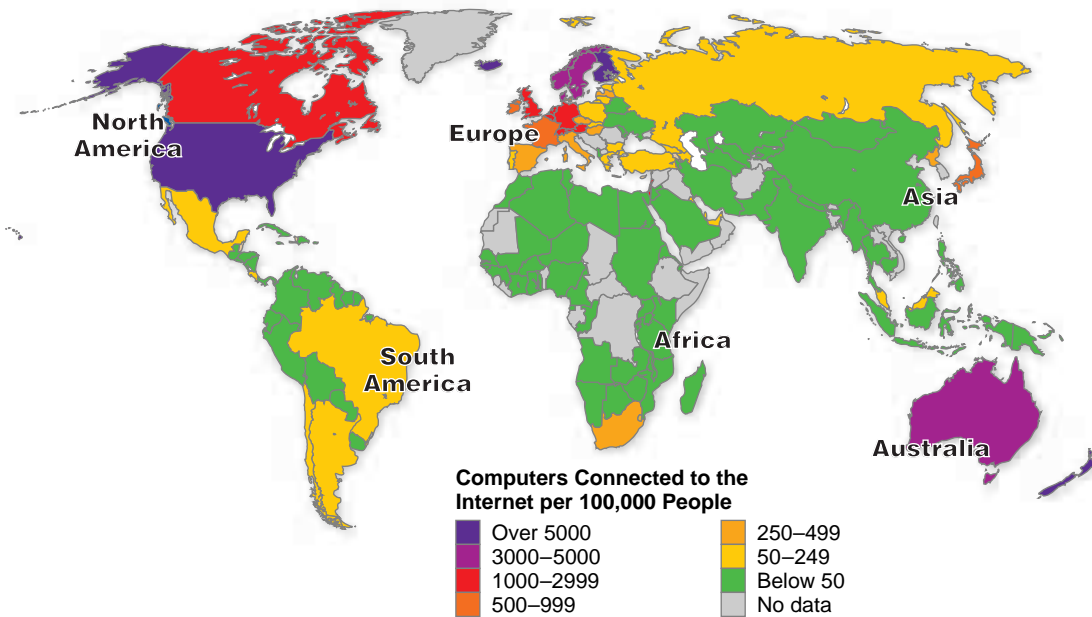 North
America
Europe
Asia
Africa
South
America
Australia
Computers Connected to the
Internet per 100,000 People
Over 5000
3000–5000
1000–2999
500–999
250–499
50–249
Below 50
No data